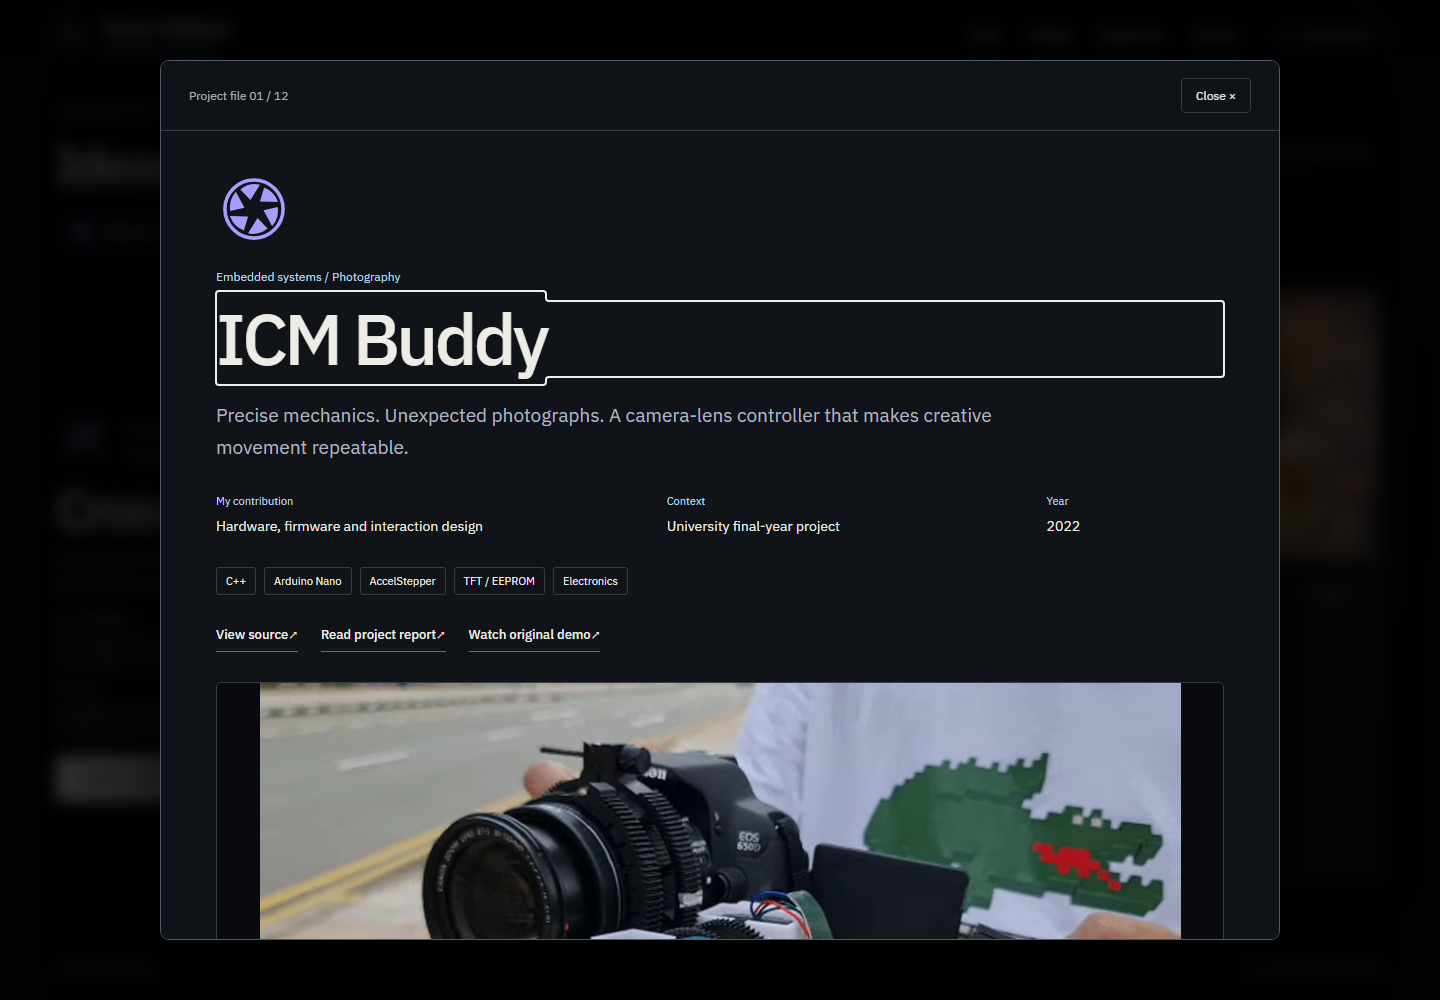 Project file 01 / 12
Close ×
Embedded systems / Photography
ICM Buddy
Precise mechanics. Unexpected photographs. A camera-lens controller that makes creative
movement repeatable.
My contribution
Hardware, firmware and interaction design
Context
University final-year project
Year
2022
C++
Arduino Nano
AccelStepper
TFT / EEPROM
Electronics
View source↗
Read project report↗
Watch original demo↗
EOS
650D